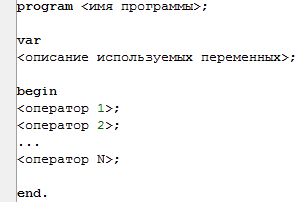 program <имя программы>;
var
<описание используемых переменных>;
begin
<оператор 1>;
<оператор 2>;
...
<оператор N>;
end.